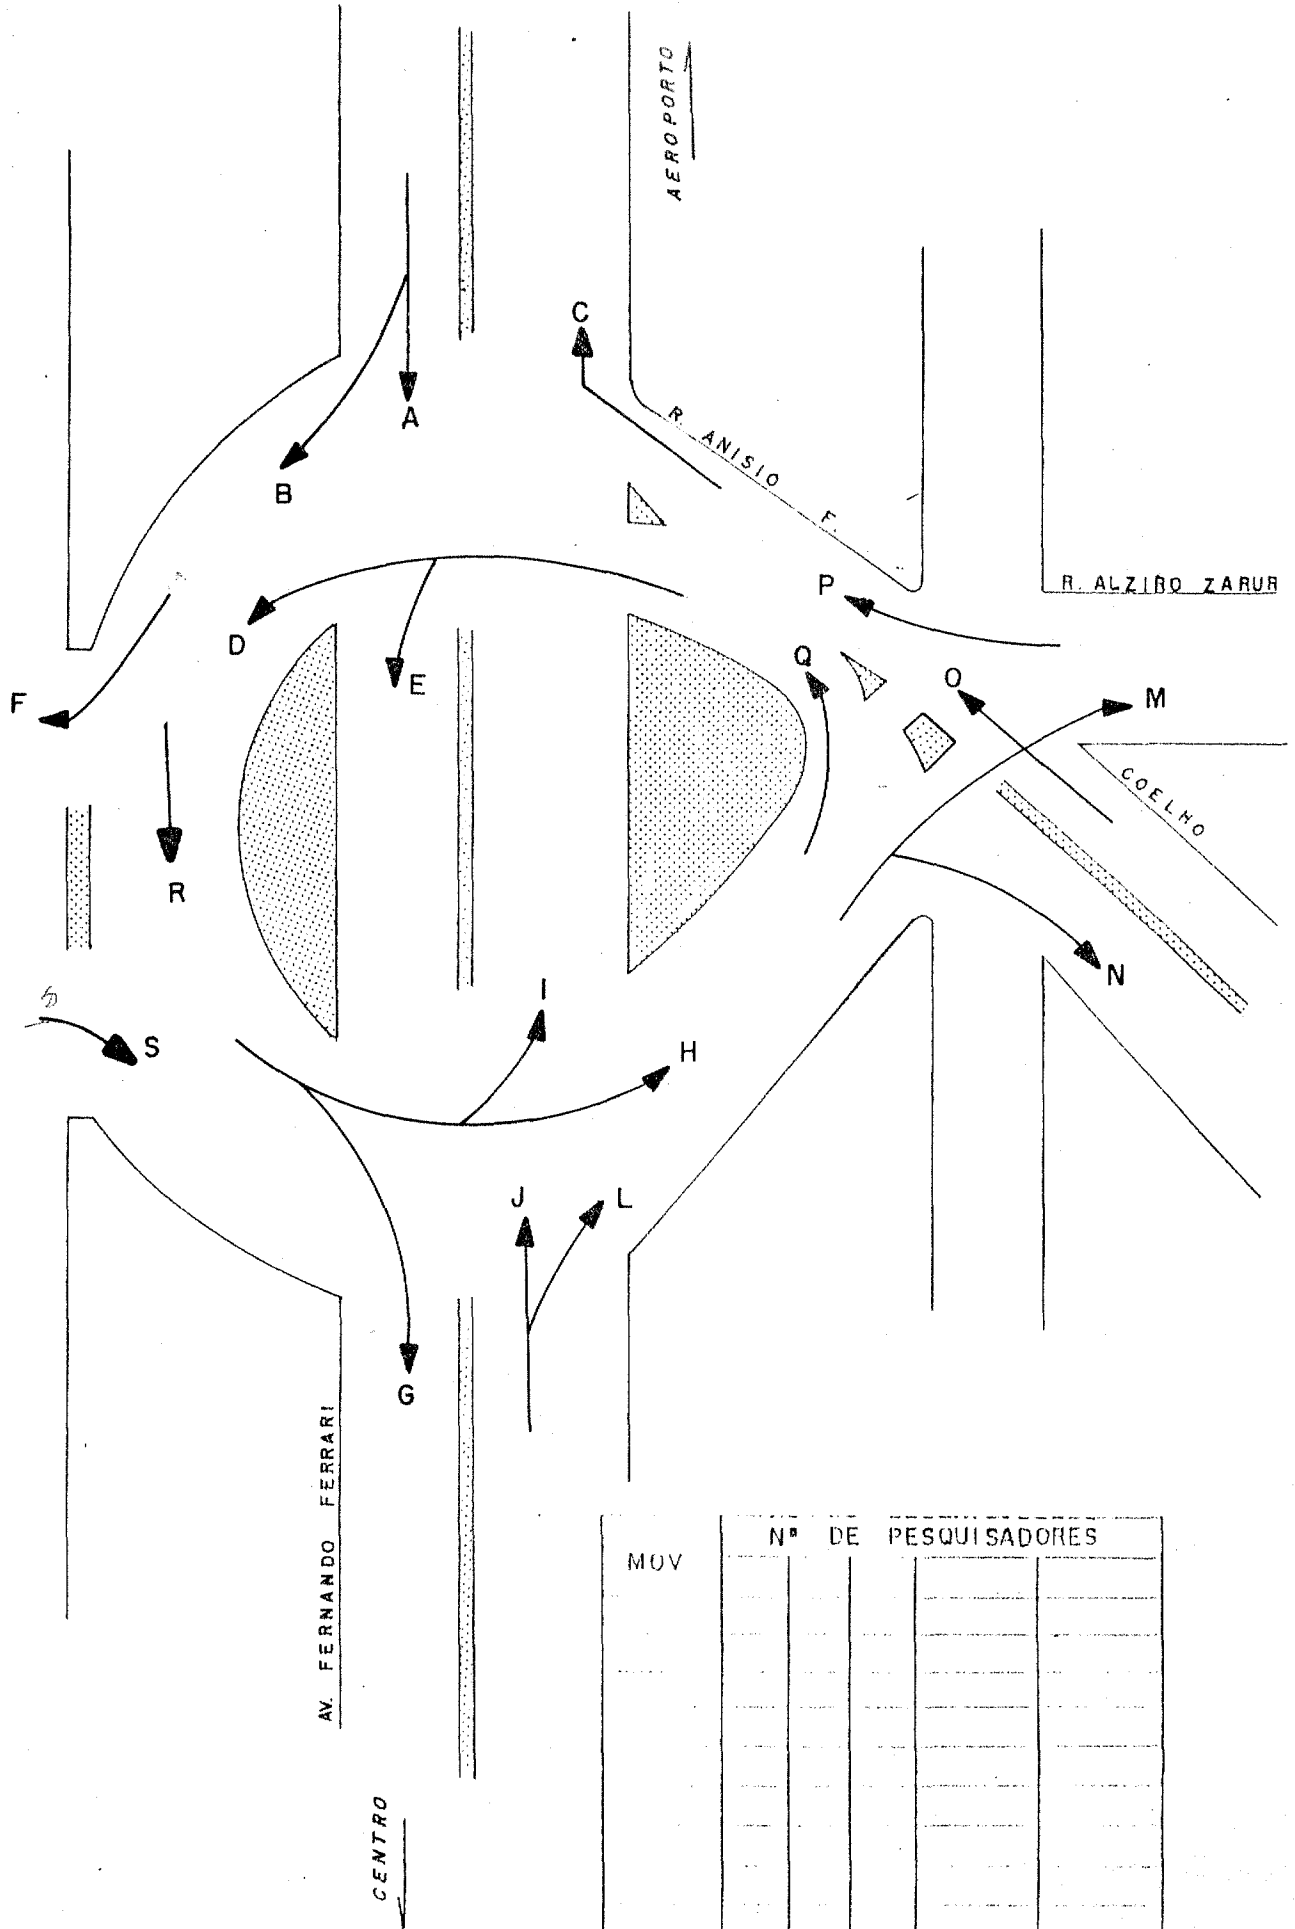 AEROPORTO
C
A
R. ANISIO F.
B
P
R. ALZIRO ZARUR
D
Q
E
O
M
F
COELHO
R
N
I
S
H
J
L
G
AV. FERNANDO FERRARI
Nº DE PESQUISADORES
MOV
CENTRO